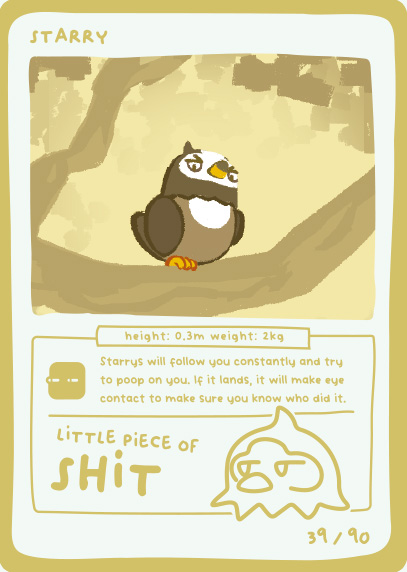 STARRY
height: 0,3m weight: 2kg
Starrys will follow you constantly and try
to poop on you. If it lands, it will make eye
contact to make sure you know who did it.
LiTTLE PiECE OF
SHiT
39 / 90